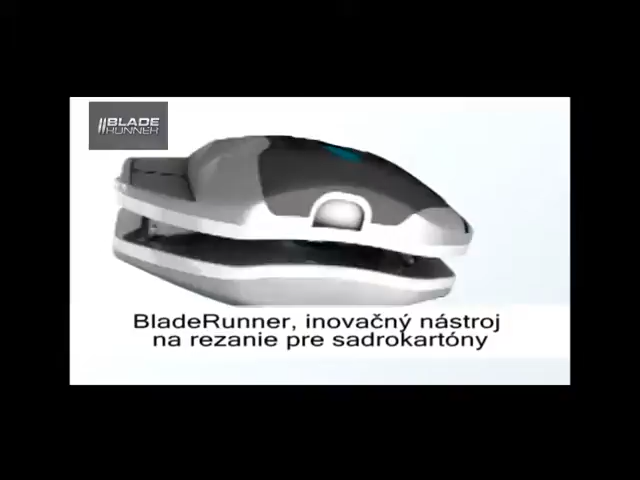 BLADE
RUNNER
BladeRunner, inovačný nástroj
na rezanie pre sadrokartóny